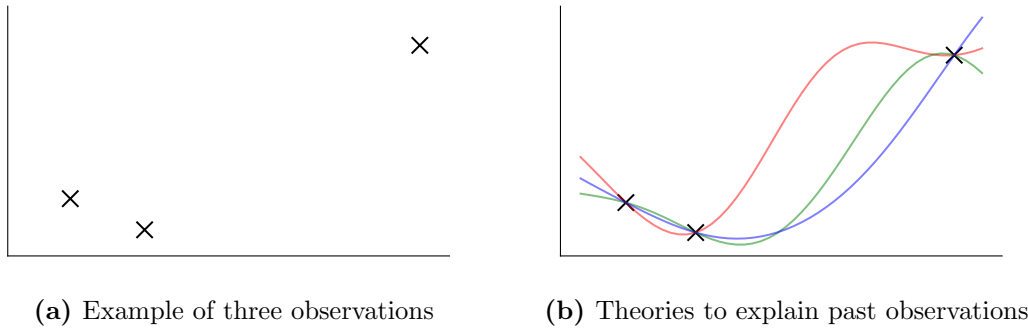 (a) Example of three observations
(b) Theories to explain past observations